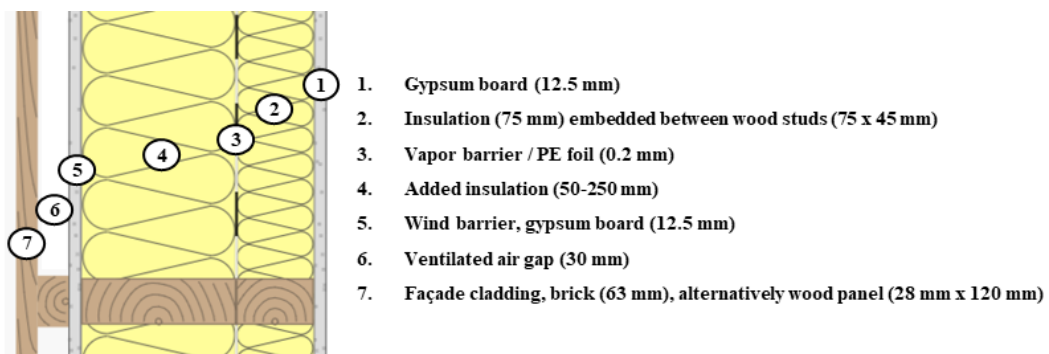 1
2
3
4
5
6
7
1. Gypsum board (12.5 mm)
2. Insulation (75 mm) embedded between wood studs (75 x 45 mm)
3. Vapor barrier / PE foil (0.2 mm)
4. Added insulation (50-250 mm)
5. Wind barrier, gypsum board (12.5 mm)
6. Ventilated air gap (30 mm)
7. Façade cladding, brick (63 mm), alternatively wood panel (28 mm x 120 mm)